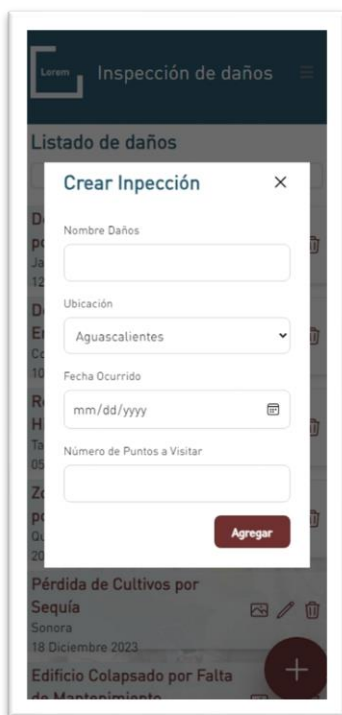 Lorem
Inspección de daños
Listado de daños
Crear Inpección
Nombre Daños
Ubicación
Aguascalientes
Fecha Ocurrido
mm/dd/yyyy
Número de Puntos a Visitar
Agregar
Pérdida de Cultivos por
Sequía
Sonora
18 Diciembre 2023
Edificio Colapsado por Falta
de Mantenimiento